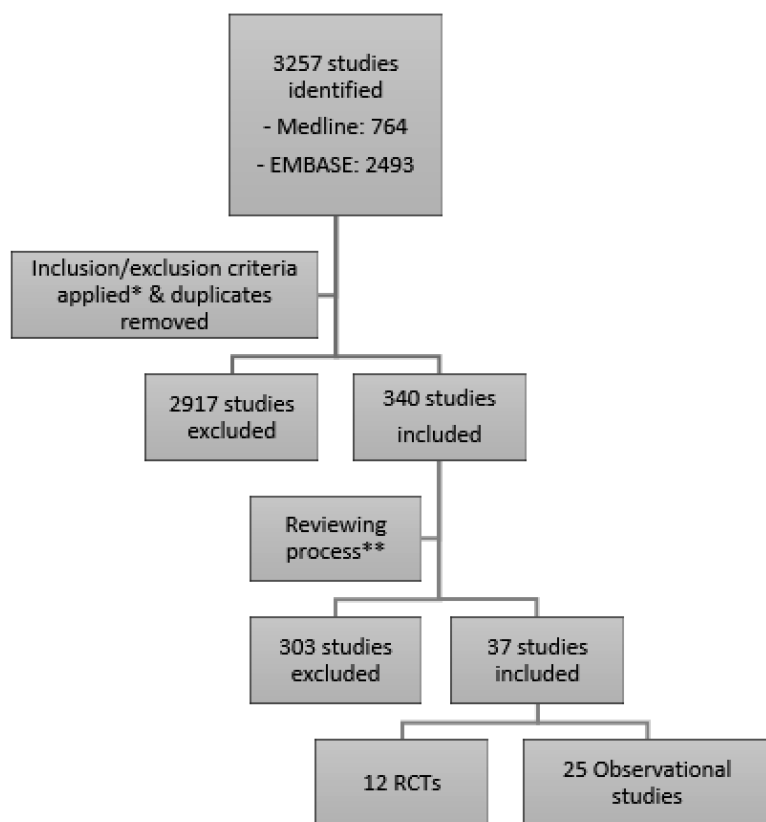 3257 studies
identified
- Medline: 764
- EMBASE: 2493
Inclusion/exclusion criteria
applied* & duplicates
removed
2917 studies
excluded
340 studies
included
Reviewing
process**
303 studies
excluded
37 studies
included
12 RCTs
25 Observational
studies